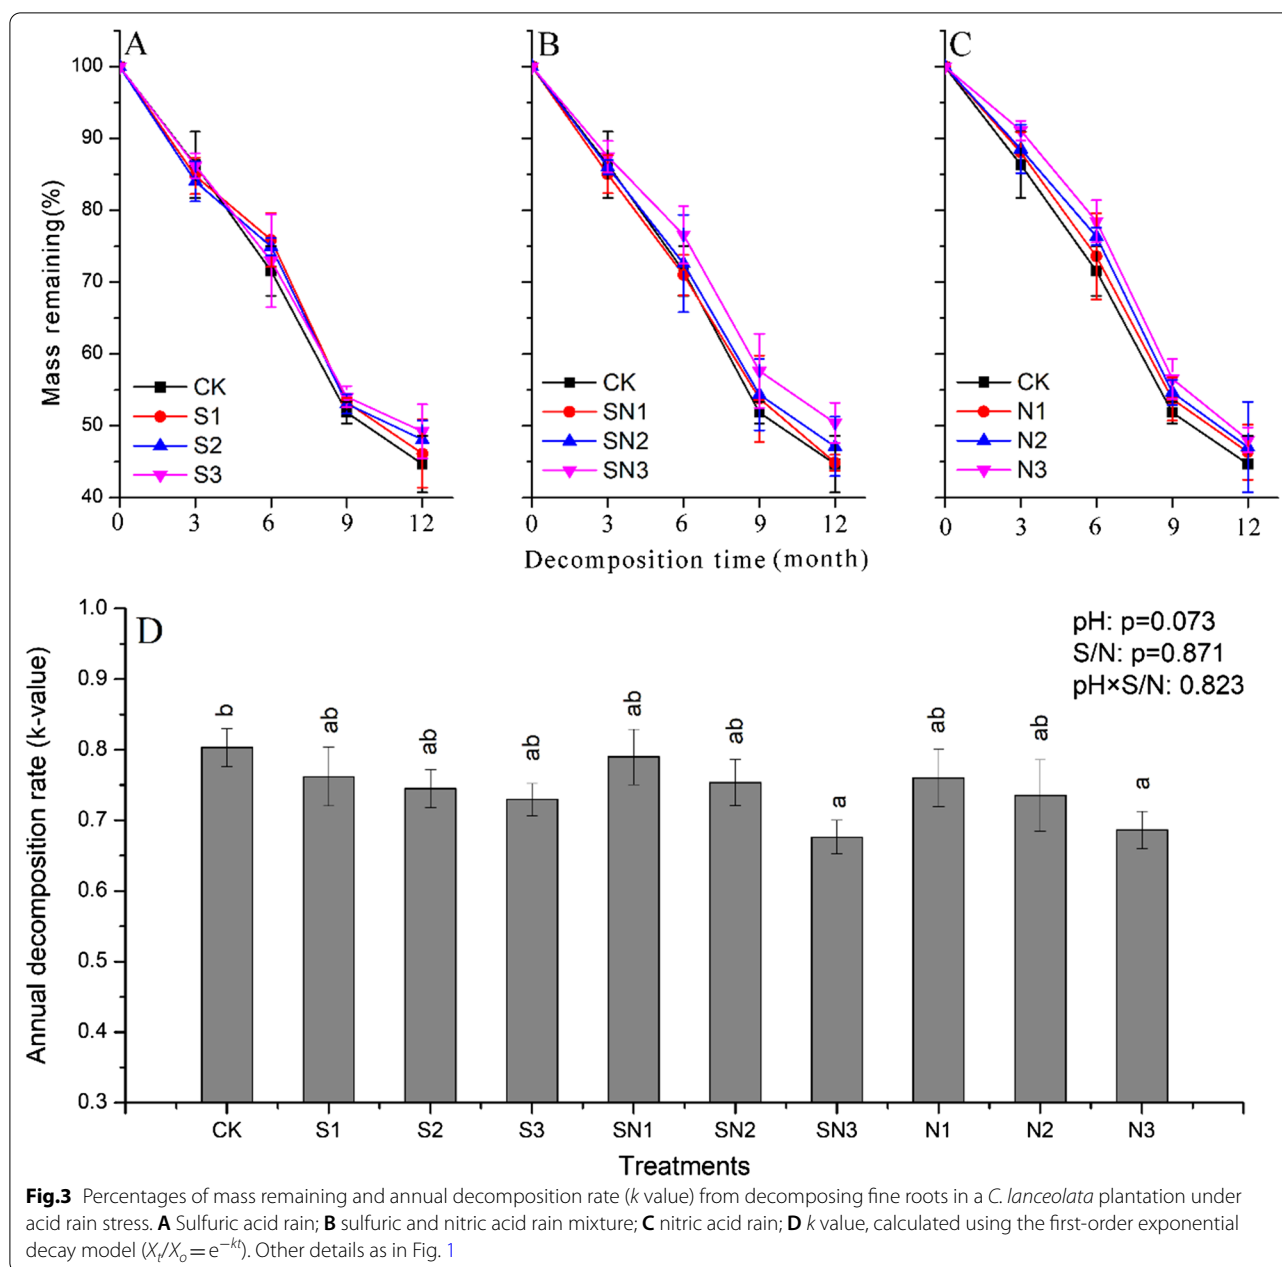 A
B
C
100
90
80
70
60
50
40
Mass remaining(%)
CK
S1
S2
S3
CK
SN1
SN2
SN3
CK
N1
N2
N3
0 3 6 9 12
0 3 6 9 12
0 3 6 9 12
Decomposition time (month)
D
pH: p=0.073
S/N: p=0.871
pH×S/N: 0.823
1.0
0.9
0.8
0.7
0.6
0.5
0.4
0.3
Annual decomposition rate (k-value)
b ab ab ab ab ab a ab ab a
CK S1 S2 S3 SN1 SN2 SN3 N1 N2 N3
Treatments
Fig.3 Percentages of mass remaining and annual decomposition rate (k value) from decomposing fine roots in a C. lanceolata plantation under
acid rain stress. A Sulfuric acid rain; B sulfuric and nitric acid rain mixture; C nitric acid rain; D k value, calculated using the first-order exponential
decay model (Xt/Xo = e−kt). Other details as in Fig. 1